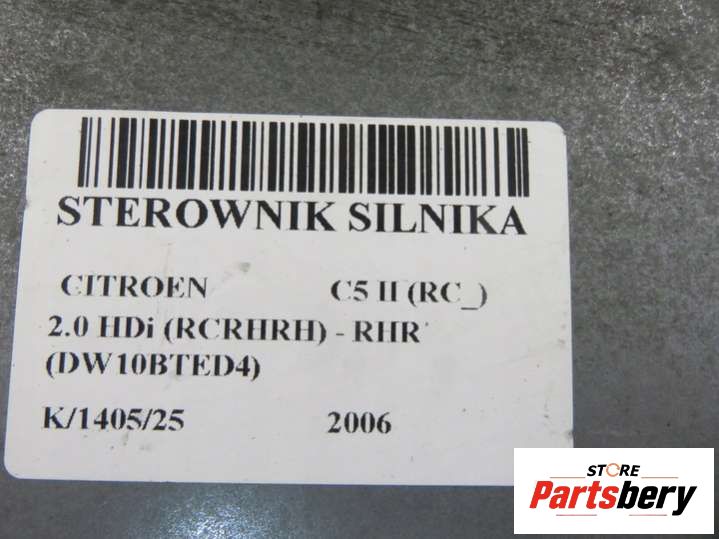 STEROWNIK SILNIKA
CITROEN C5 II (RC_)
2.0 HDi (RCRHRH) - RHR
(DW10BTED4)
K/1405/25 2006
STORE
Partsbery